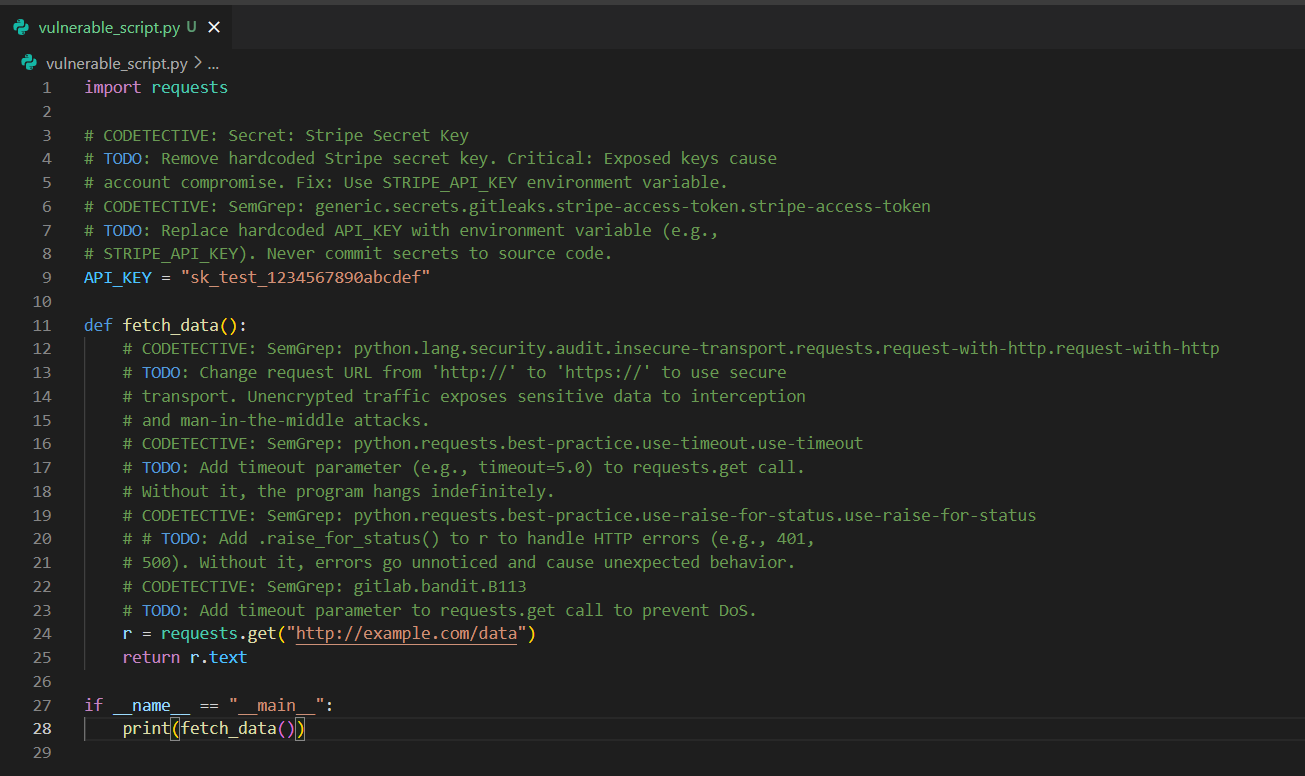 vulnerable_script.py U ×
vulnerable_script.py > ...
1 import requests
2
3 # CODETECTIVE: Secret: Stripe Secret Key
4 # TODO: Remove hardcoded Stripe secret key. Critical: Exposed keys cause
5 # account compromise. Fix: Use STRIPE_API_KEY environment variable.
6 # CODETECTIVE: SemGrep: generic.secrets.gitleaks.stripe-access-token.stripe-access-token
7 # TODO: Replace hardcoded API_KEY with environment variable (e.g.,
8 # STRIPE_API_KEY). Never commit secrets to source code.
9 API_KEY = "sk_test_1234567890abcdef"
10
11 def fetch_data():
12     # CODETECTIVE: SemGrep: python.lang.security.audit.insecure-transport.requests.request-with-http.request-with-http
13     # TODO: Change request URL from 'http://' to 'https://' to use secure
14     # transport. Unencrypted traffic exposes sensitive data to interception
15     # and man-in-the-middle attacks.
16     # CODETECTIVE: SemGrep: python.requests.best-practice.use-timeout.use-timeout
17     # TODO: Add timeout parameter (e.g., timeout=5.0) to requests.get call.
18     # Without it, the program hangs indefinitely.
19     # CODETECTIVE: SemGrep: python.requests.best-practice.use-raise-for-status.use-raise-for-status
20     # # TODO: Add .raise_for_status() to r to handle HTTP errors (e.g., 401,
21     # 500). Without it, errors go unnoticed and cause unexpected behavior.
22     # CODETECTIVE: SemGrep: gitlab.bandit.B113
23     # TODO: Add timeout parameter to requests.get call to prevent DoS.
24     r = requests.get("http://example.com/data")
25     return r.text
26
27 if __name__ == "__main__":
28     print(fetch_data())
29